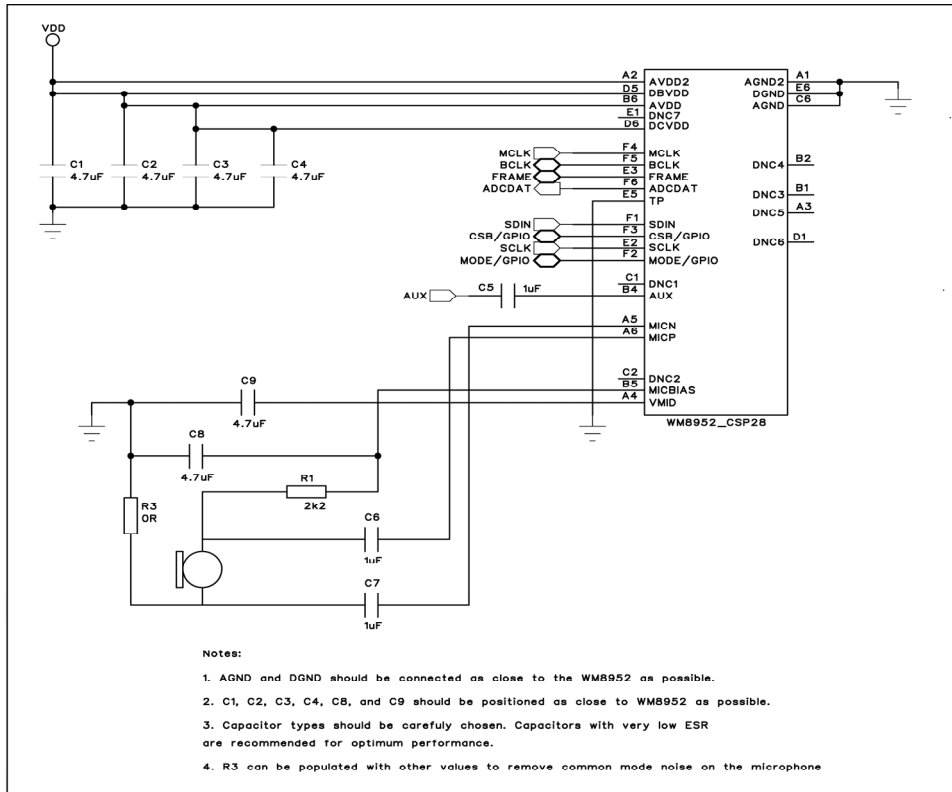 VDD
A2 AVDD2 AGND2 A1
D5 DBVDD DGND E6
B6 AVDD AGND C6
E1 DNC7
D6 DCVDD
C1 C2 C3 C4
4.7uF 4.7uF 4.7uF 4.7uF
MCLK F4 MCLK
BCLK F5 BCLK DNC4 B2
FRAME E3 FRAME
ADCDAT F6 ADCDAT DNC3 B1
E5 TP DNC5 A3
SDIN F1 SDIN
CSB/GPIO F3 CSB/GPIO DNC6 D1
SCLK E2 SCLK
MODE/GPIO F2 MODE/GPIO
C1 DNC1
AUX C5 1uF B4 AUX
A5 MICN
A6 MICP
C2 DNC2
C9 B5 MICBIAS
A4 VMID
4.7uF
WM8952_CSP28
C8
4.7uF
R1
2k2
R3
0R
C6
1uF
C7
1uF
Notes:
1. AGND and DGND should be connected as close to the WM8952 as possible.
2. C1, C2, C3, C4, C8, and C9 should be positioned as close to WM8952 as possible.
3. Capacitor types should be carefuly chosen. Capacitors with very low ESR
are recommended for optimum performance.
4. R3 can be populated with other values to remove common mode noise on the microphone